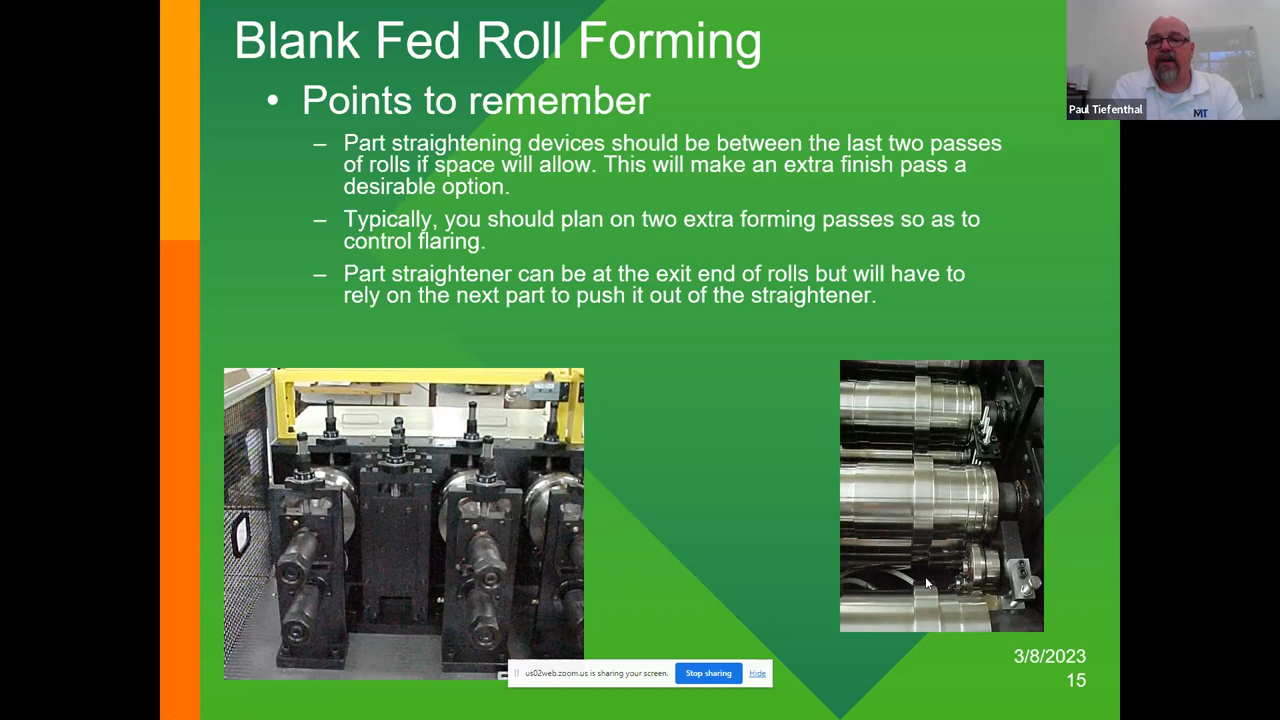 Blank Fed Roll Forming
• Points to remember
– Part straightening devices should be between the last two passes
of rolls if space will allow. This will make an extra finish pass a
desirable option.
– Typically, you should plan on two extra forming passes so as to
control flaring.
– Part straightener can be at the exit end of rolls but will have to
rely on the next part to push it out of the straightener.
Paul Tiefenthal
MT
us02web.zoom.us is sharing your screen.
Stop sharing
Hide
3/8/2023
15